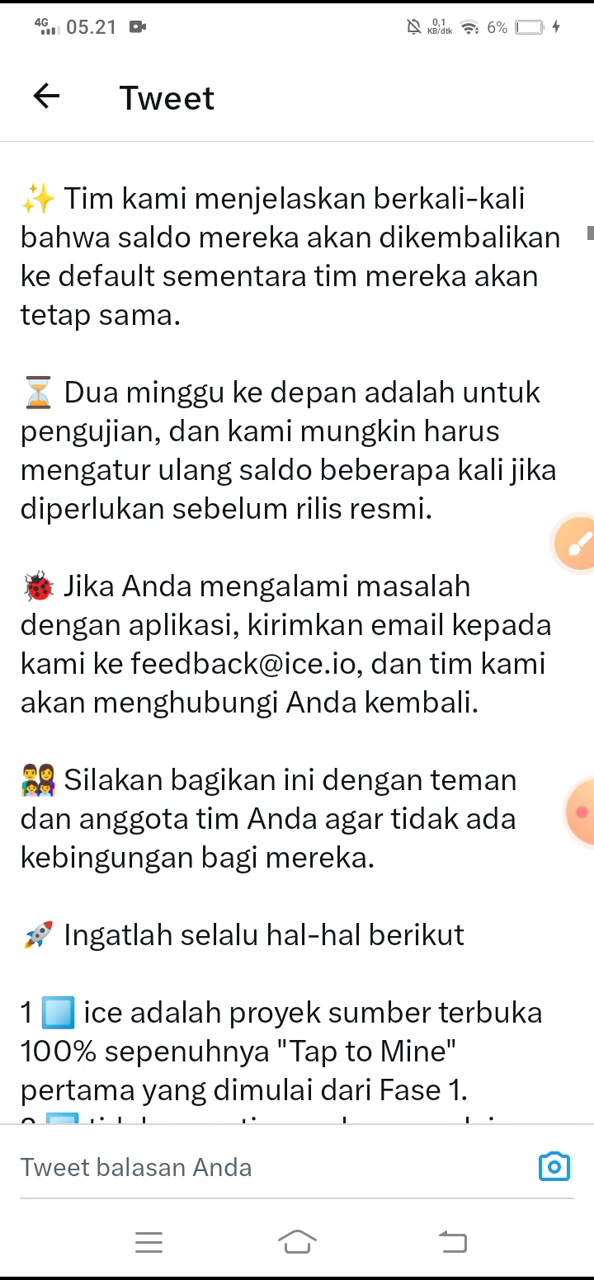 4G 05.21 0,1 KB/dtk 6%
Tweet
✨ Tim kami menjelaskan berkali-kali
bahwa saldo mereka akan dikembalikan
ke default sementara tim mereka akan
tetap sama.
⏳ Dua minggu ke depan adalah untuk
pengujian, dan kami mungkin harus
mengatur ulang saldo beberapa kali jika
diperlukan sebelum rilis resmi.
🐞 Jika Anda mengalami masalah
dengan aplikasi, kirimkan email kepada
kami ke feedback@ice.io, dan tim kami
akan menghubungi Anda kembali.
👨‍👩‍👧‍👦 Silakan bagikan ini dengan teman
dan anggota tim Anda agar tidak ada
kebingungan bagi mereka.
🚀 Ingatlah selalu hal-hal berikut
1 🧊 ice adalah proyek sumber terbuka
100% sepenuhnya "Tap to Mine"
pertama yang dimulai dari Fase 1.
Tweet balasan Anda